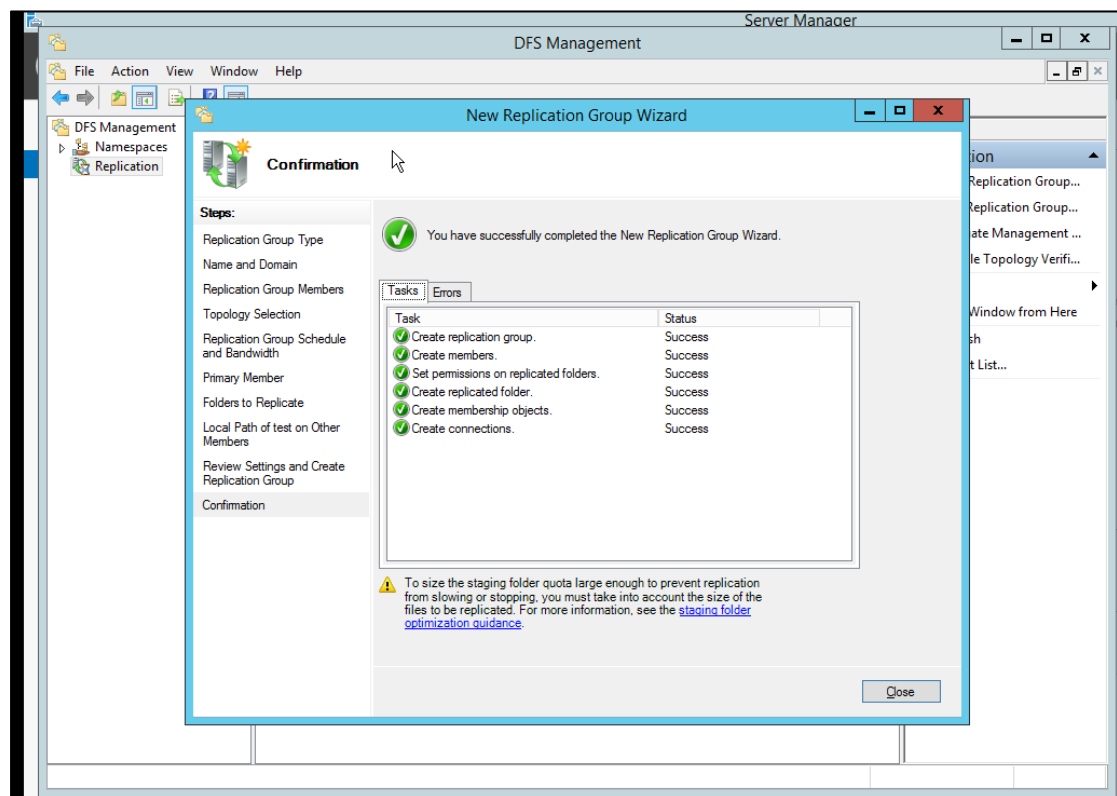 Server Manager
DFS Management
File Action View Window Help
DFS Management
Namespaces
Replication
New Replication Group Wizard
Confirmation
Steps:
Replication Group Type
Name and Domain
Replication Group Members
Topology Selection
Replication Group Schedule
and Bandwidth
Primary Member
Folders to Replicate
Local Path of test on Other
Members
Review Settings and Create
Replication Group
Confirmation
You have successfully completed the New Replication Group Wizard.
Tasks Errors
Task Status
Create replication group. Success
Create members. Success
Set permissions on replicated folders. Success
Create replicated folder. Success
Create membership objects. Success
Create connections. Success
To size the staging folder quota large enough to prevent replication
from slowing or stopping, you must take into account the size of the
files to be replicated. For more information, see the staging folder
optimization guidance.
Close
ion
Replication Group...
Replication Group...
ate Management ...
le Topology Verifi...
Window from Here
sh
t List...